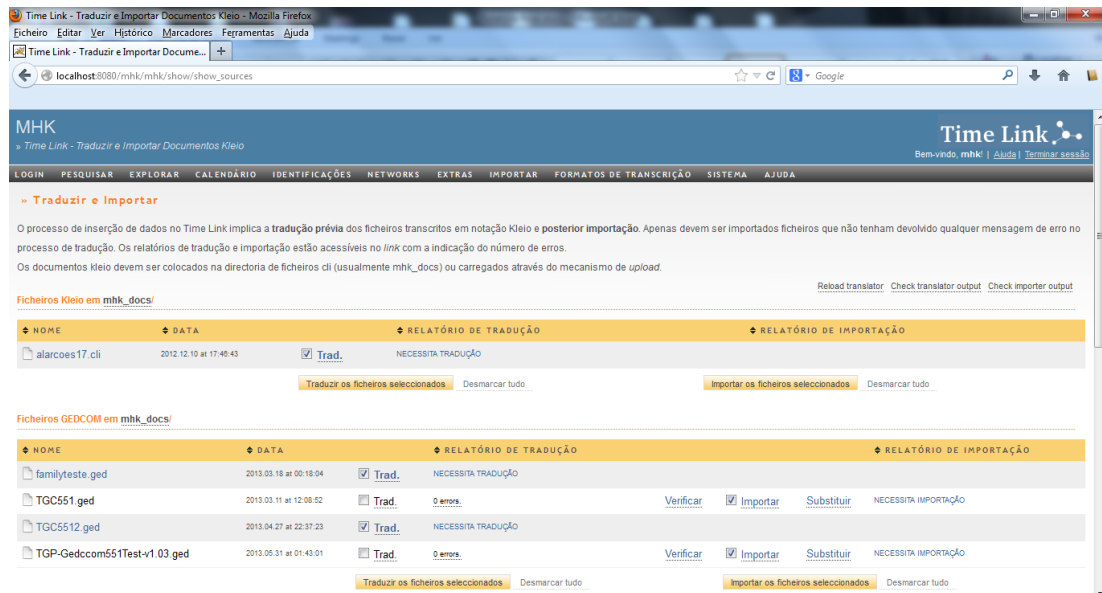 Time Link - Traduzir e Importar Documentos Kleio - Mozilla Firefox
Ficheiro Editar Ver Histórico Marcadores Ferramentas Ajuda
Time Link - Traduzir e Importar Docume... +
localhost:8080/mhk/mhk/show/show_sources Google
MHK
» Time Link - Traduzir e Importar Documentos Kleio
Time Link
Bem-vindo, mhk! | Ajuda | Terminar sessão
LOGIN PESQUISAR EXPLORAR CALENDÁRIO IDENTIFICAÇÕES NETWORKS EXTRAS IMPORTAR FORMATOS DE TRANSCRIÇÃO SISTEMA AJUDA
» Traduzir e Importar
O processo de inserção de dados no Time Link implica a tradução prévia dos ficheiros transcritos em notação Kleio e posterior importação. Apenas devem ser importados ficheiros que não tenham devolvido qualquer mensagem de erro no
processo de tradução. Os relatórios de tradução e importação estão acessíveis no link com a indicação do número de erros.
Os documentos kleio devem ser colocados na directoria de ficheiros cli (usualmente mhk_docs) ou carregados através do mecanismo de upload.
Reload translator Check translator output Check importer output
Ficheiros Kleio em mhk_docs/
NOME DATA RELATÓRIO DE TRADUÇÃO RELATÓRIO DE IMPORTAÇÃO
alarcoes17.cli 2012.12.10 at 17:46:43 Trad. NECESSITA TRADUÇÃO
Traduzir os ficheiros seleccionados Desmarcar tudo Importar os ficheiros seleccionados Desmarcar tudo
Ficheiros GEDCOM em mhk_docs/
NOME DATA RELATÓRIO DE TRADUÇÃO RELATÓRIO DE IMPORTAÇÃO
familyteste.ged 2013.03.18 at 00:18:04 Trad. NECESSITA TRADUÇÃO
TGC551.ged 2013.03.11 at 12:08:52 Trad. 0 errors. Verificar Importar Substituir NECESSITA IMPORTAÇÃO
TGC5512.ged 2013.04.27 at 22:37:23 Trad. NECESSITA TRADUÇÃO
TGP-Gedccom551Test-v1.03.ged 2013.05.31 at 01:43:01 Trad. 0 errors. Verificar Importar Substituir NECESSITA IMPORTAÇÃO
Traduzir os ficheiros seleccionados Desmarcar tudo Importar os ficheiros seleccionados Desmarcar tudo